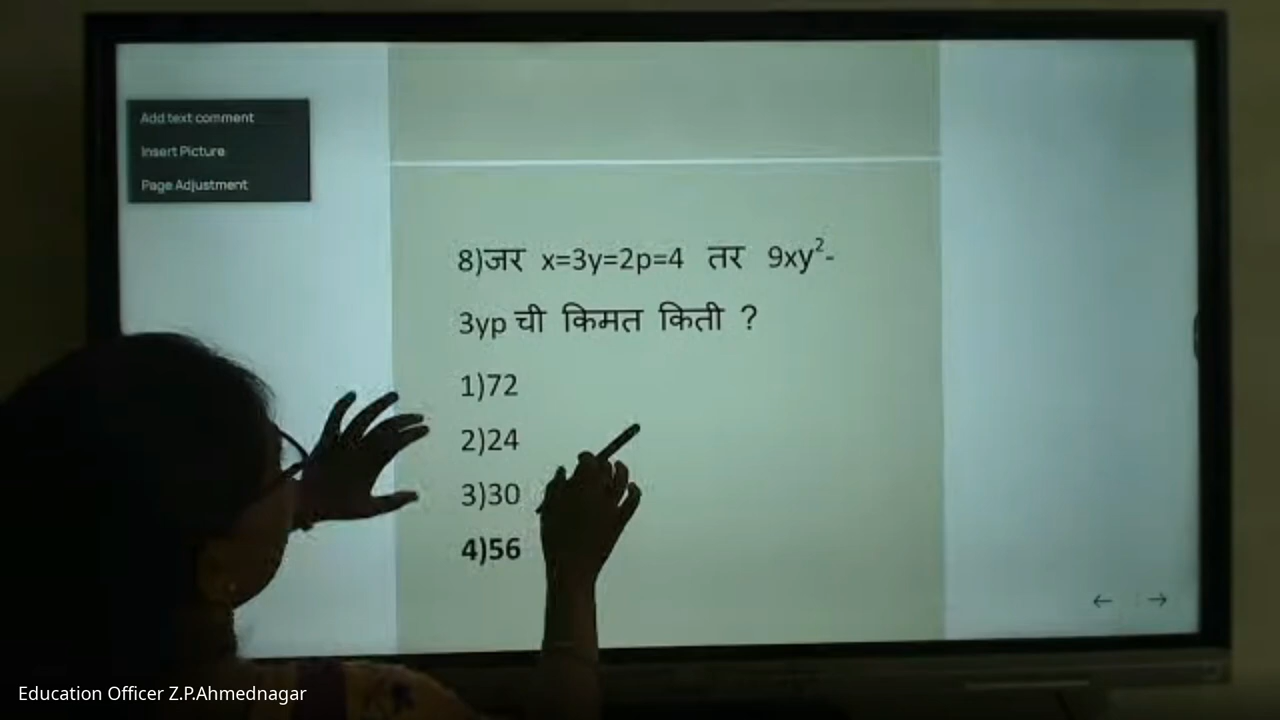 Add text comment
Insert Picture
Page Adjustment
8)जर x=3y=2p=4 तर 9xy²-
3yp ची किमत किती ?
1)72
2)24
3)30
4)56
Education Officer Z.P.Ahmednagar